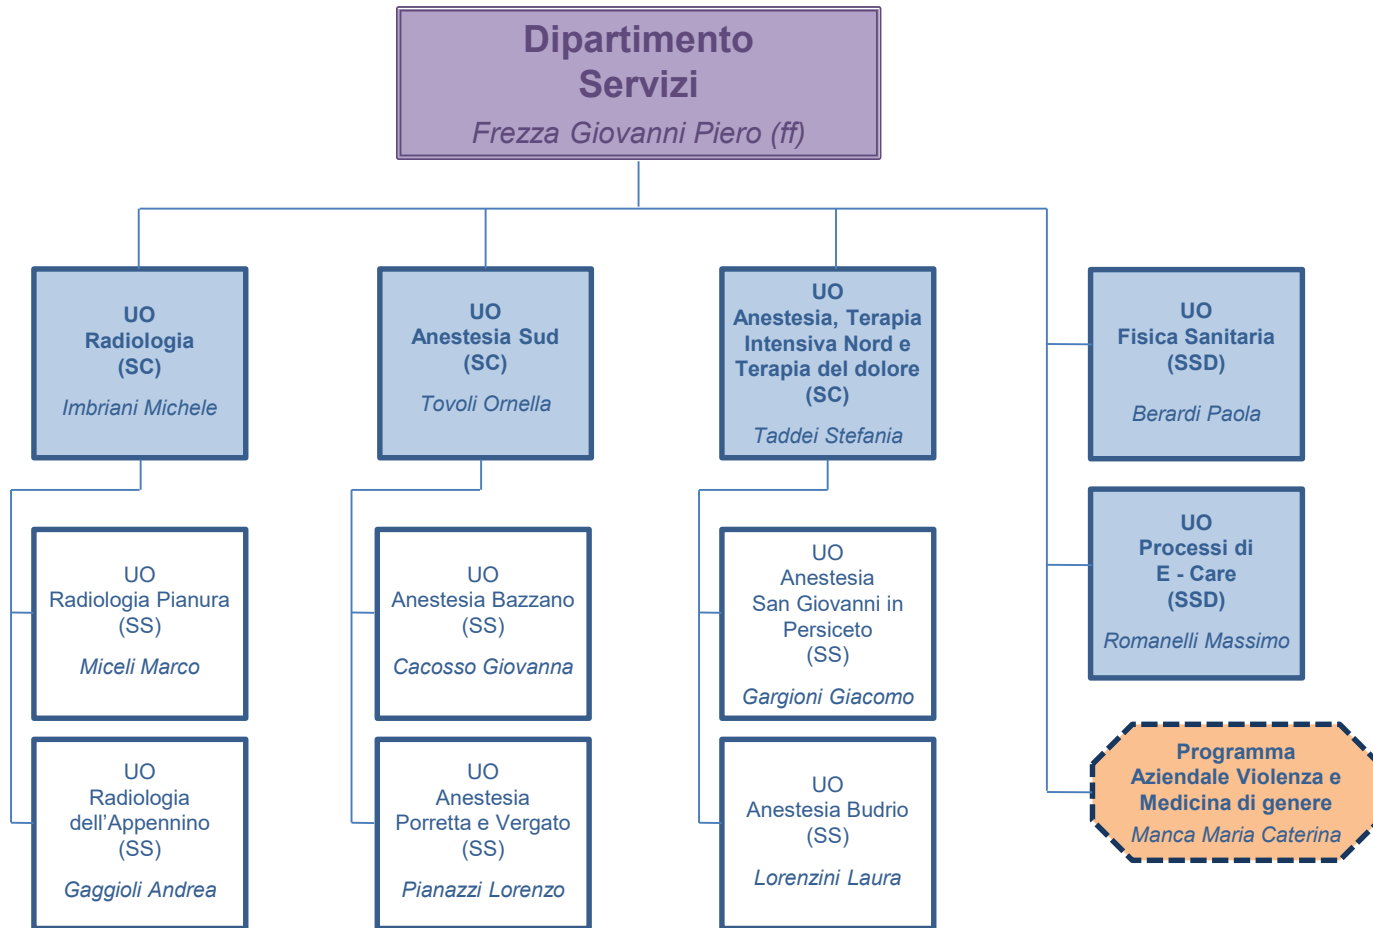 Dipartimento
Servizi
Frezza Giovanni Piero (ff)
UO
Radiologia
(SC)
Imbriani Michele
UO
Anestesia Sud
(SC)
Tovoli Ornella
UO
Anestesia, Terapia
Intensiva Nord e
Terapia del dolore
(SC)
Taddei Stefania
UO
Fisica Sanitaria
(SSD)
Berardi Paola
UO
Radiologia Pianura
(SS)
Miceli Marco
UO
Anestesia Bazzano
(SS)
Cacosso Giovanna
UO
Anestesia
San Giovanni in
Persiceto
(SS)
Gargioni Giacomo
UO
Processi di
E - Care
(SSD)
Romanelli Massimo
UO
Radiologia
dell’Appennino
(SS)
Gaggioli Andrea
UO
Anestesia
Porretta e Vergato
(SS)
Pianazzi Lorenzo
UO
Anestesia Budrio
(SS)
Lorenzini Laura
Programma
Aziendale Violenza e
Medicina di genere
Manca Maria Caterina